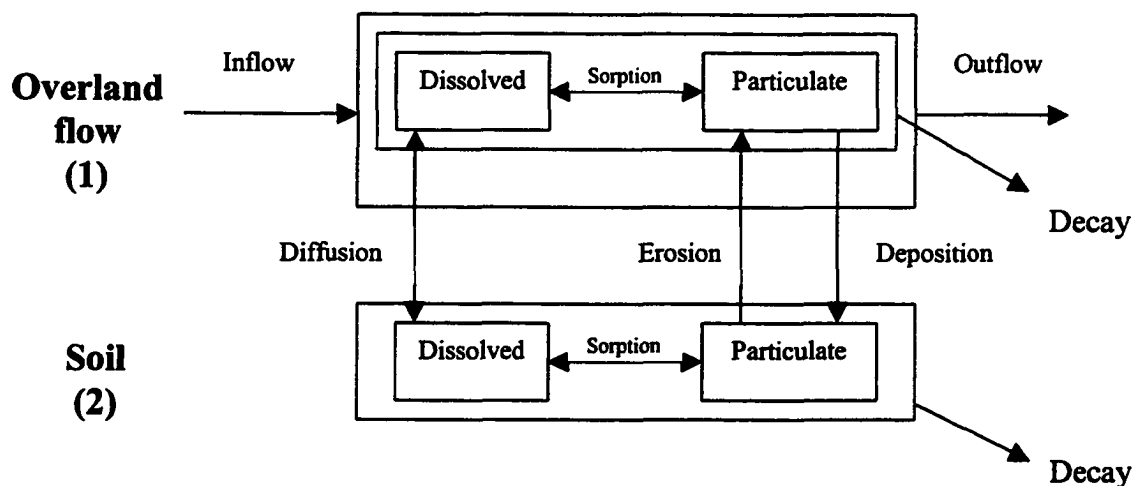 Inflow
Overland
flow
(1)
Dissolved
Sorption
Particulate
Outflow
Decay
Diffusion
Erosion
Deposition
Soil
(2)
Dissolved
Sorption
Particulate
Decay